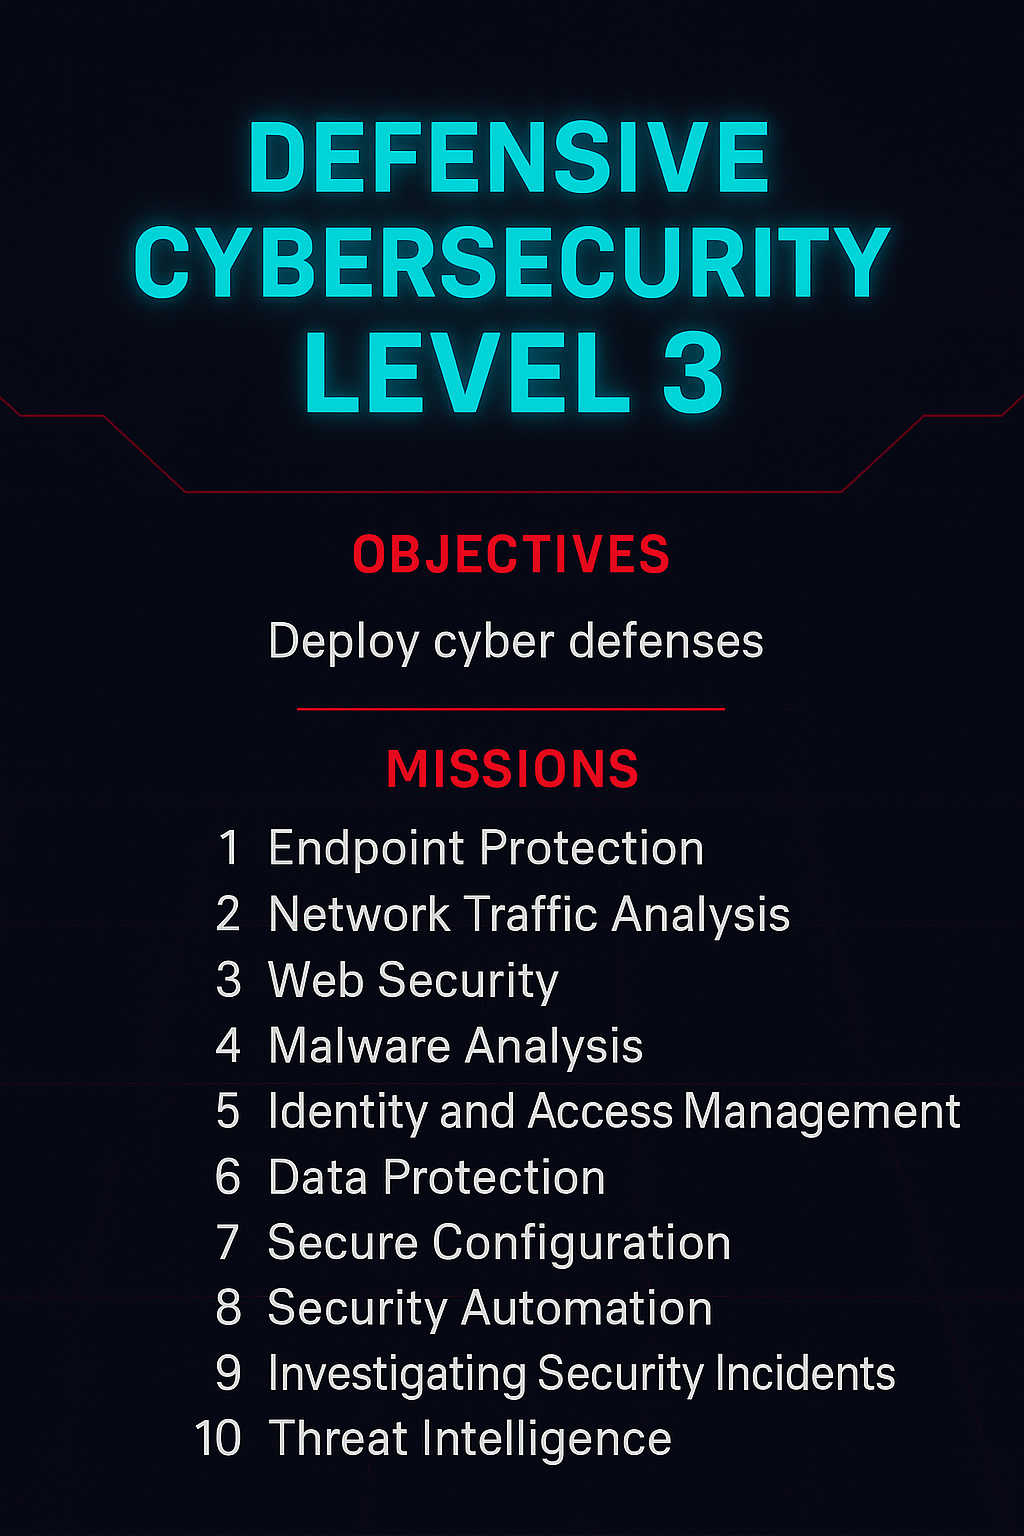 DEFENSIVE
CYBERSECURITY
LEVEL 3
OBJECTIVES
Deploy cyber defenses
MISSIONS
1 Endpoint Protection
2 Network Traffic Analysis
3 Web Security
4 Malware Analysis
5 Identity and Access Management
6 Data Protection
7 Secure Configuration
8 Security Automation
9 Investigating Security Incidents
10 Threat Intelligence